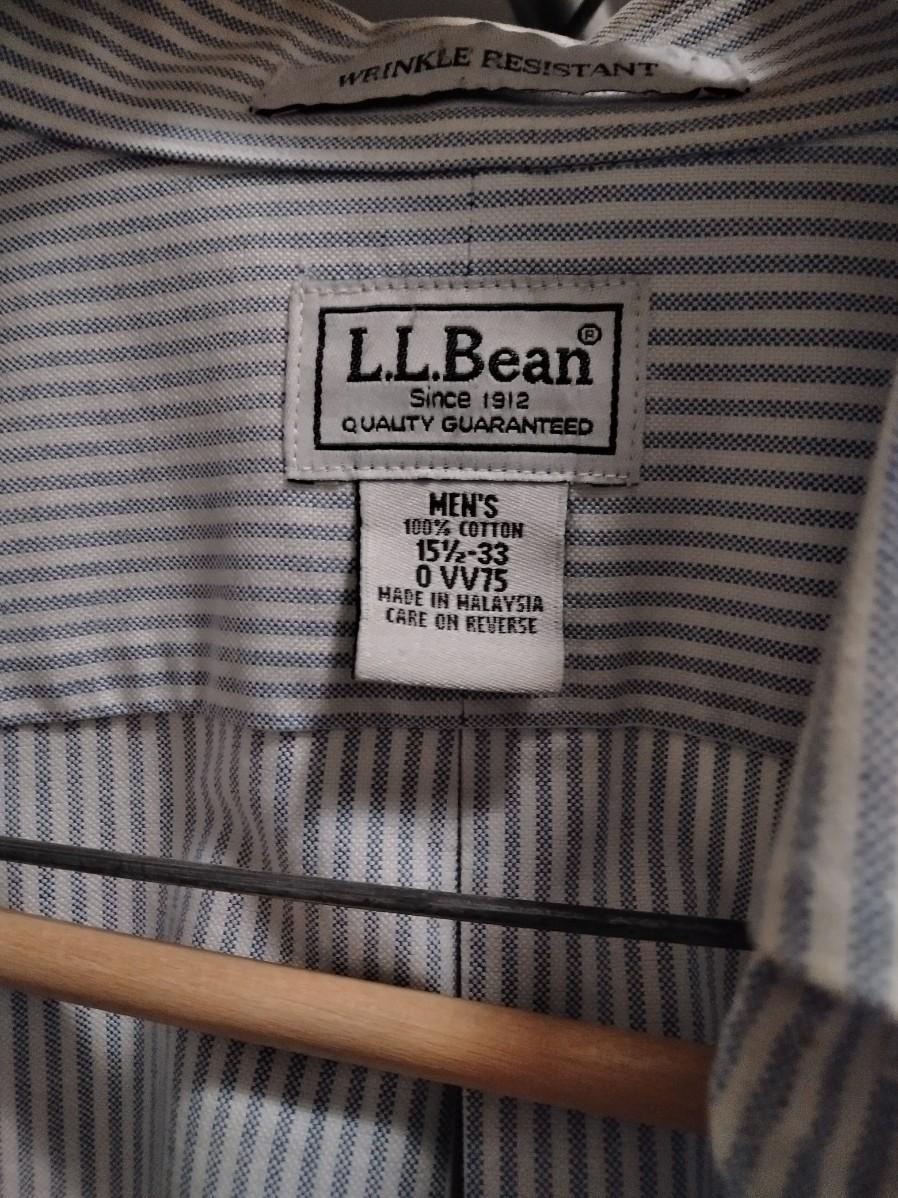 WRINKLE RESISTANT
L.L.Bean®
Since 1912
QUALITY GUARANTEED
MEN'S
100% COTTON
15½-33
0 VV75
MADE IN MALAYSIA
CARE ON REVERSE